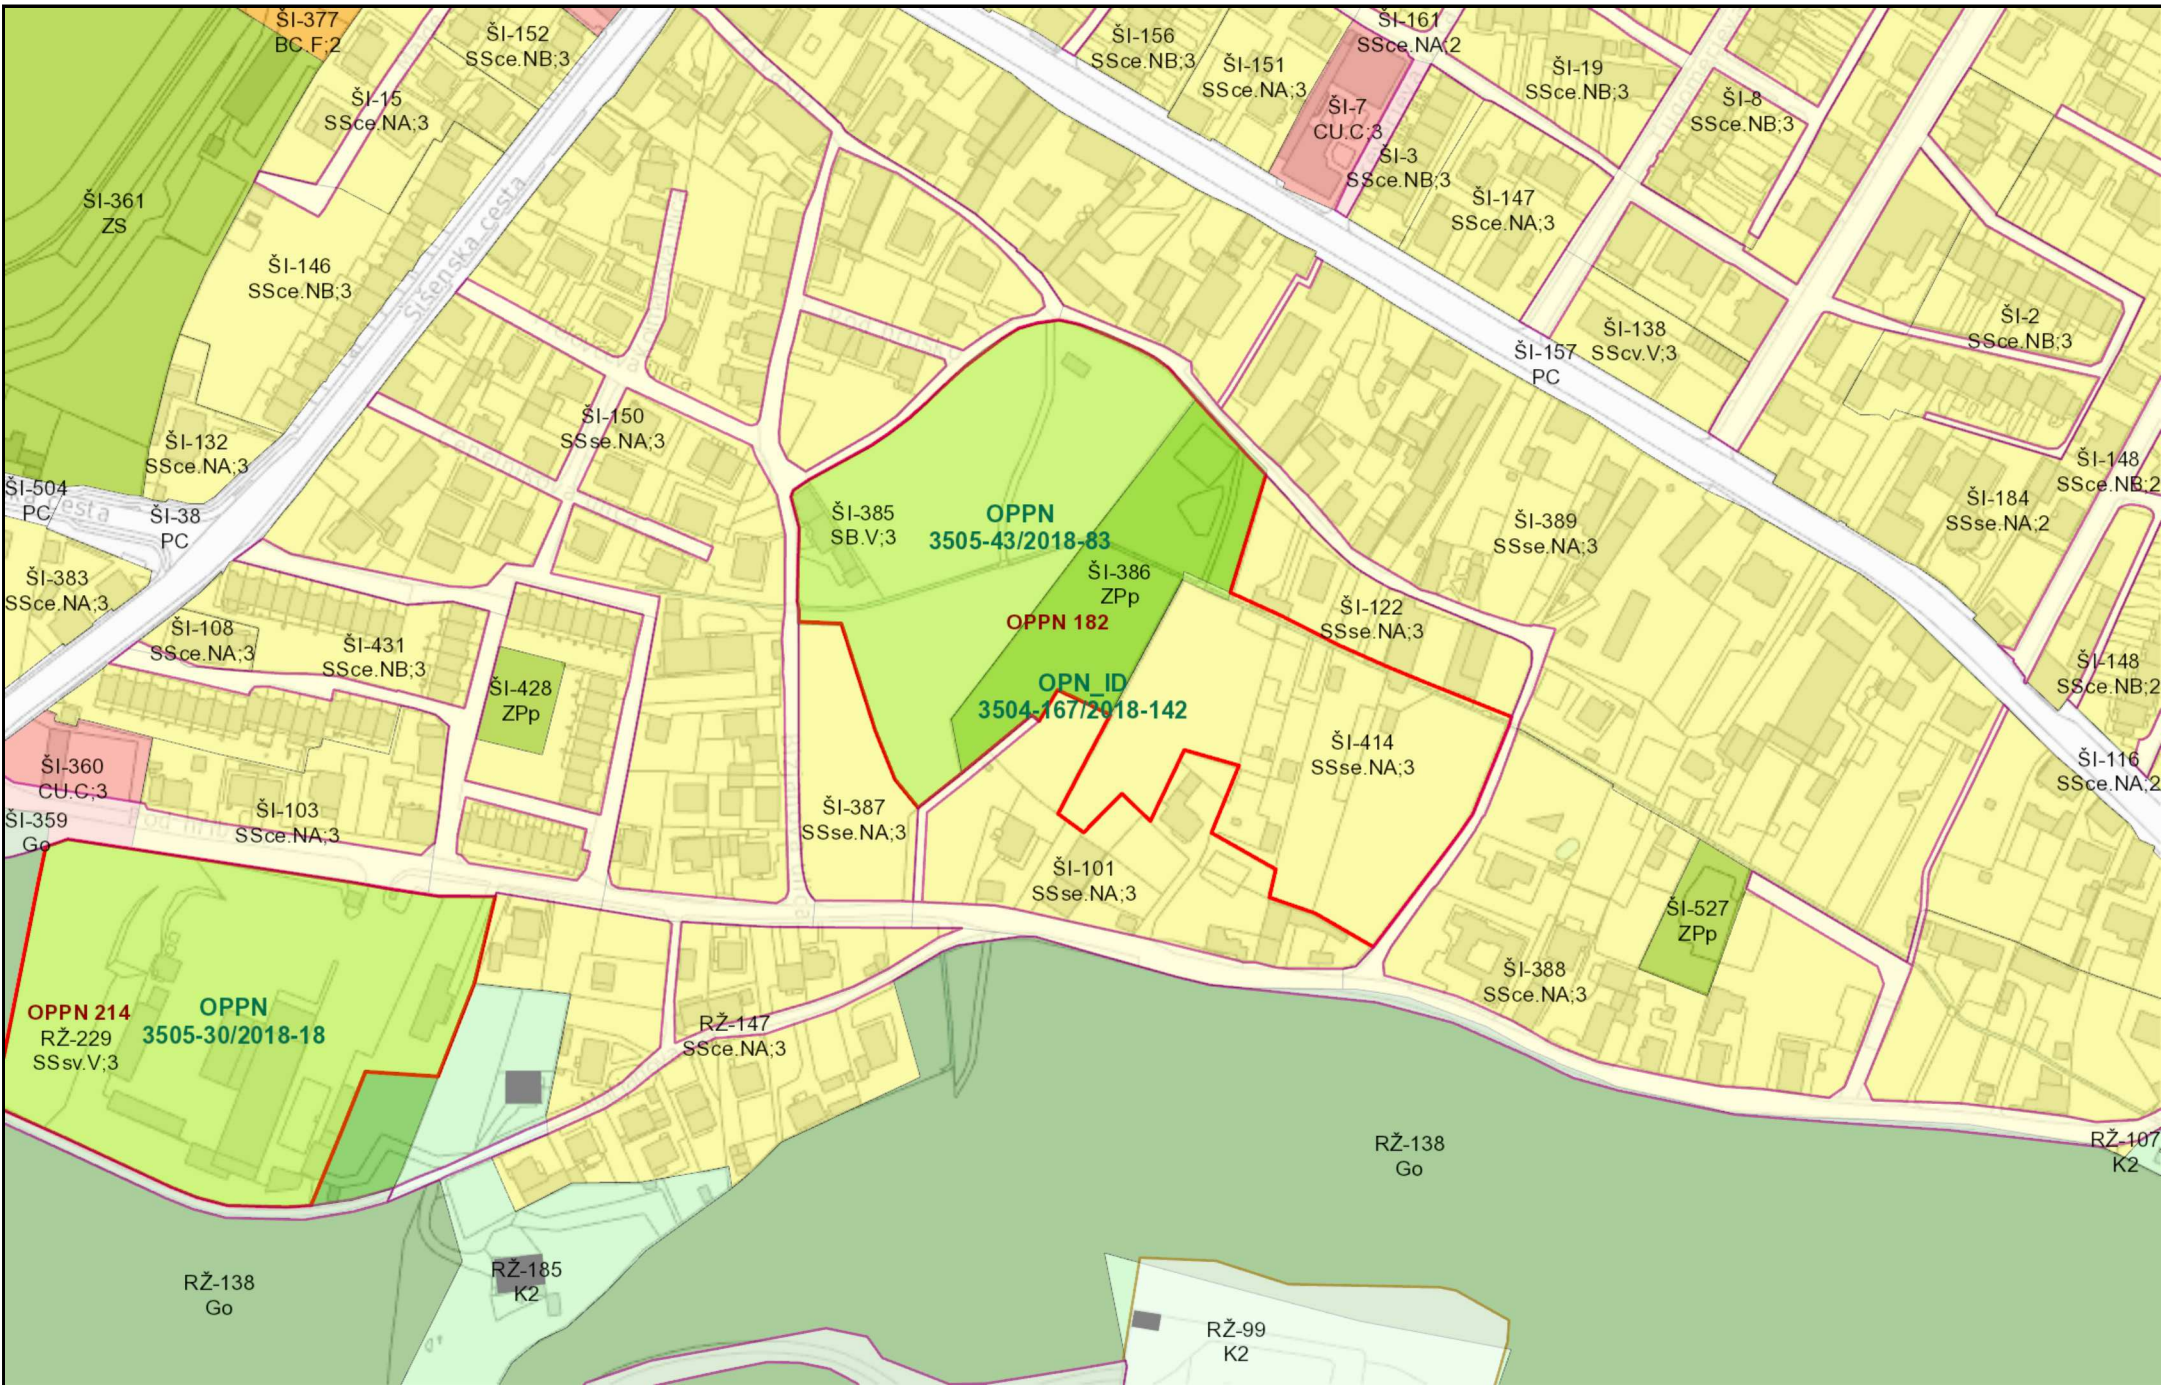 ŠI-377
BC.F;2
ŠI-152
SSce.NB;3
ŠI-15
SSce.NA;3
ŠI-156
SSce.NB;3
ŠI-151
SSce.NA;3
ŠI-161
SSce.NA;2
ŠI-19
SSce.NB;3
ŠI-8
SSce.NB;3
ŠI-7
CU.C;3
ŠI-3
SSce.NB;3
ŠI-147
SSce.NA;3
ŠI-361
ZS
ŠI-146
SSce.NB;3
Šišenska cesta
ŠI-2
SSce.NB;3
ŠI-138
SScv.V;3
ŠI-157
PC
Pod hruško
ŠI-150
SSse.NA;3
ŠI-132
SSce.NA;3
ŠI-148
SSce.NB;2
ŠI-504
PC
ŠI-38
PC
ŠI-184
SSse.NA;2
ŠI-385
SB.V;3
OPPN
3505-43/2018-83
ŠI-389
SSse.NA;3
ŠI-383
SSce.NA;3
ŠI-386
ZPp
OPPN 182
ŠI-122
SSse.NA;3
ŠI-108
SSce.NA;3
ŠI-431
SSce.NB;3
ŠI-428
ZPp
OPN_ID
3504-167/2018-142
ŠI-148
SSce.NB;2
ŠI-414
SSse.NA;3
ŠI-116
SSce.NA;2
ŠI-360
CU.C;3
ŠI-359
Go
ŠI-103
SSce.NA;3
ŠI-387
SSse.NA;3
ŠI-101
SSse.NA;3
ŠI-527
ZPp
ŠI-388
SSce.NA;3
OPPN 214
RŽ-229
SSsv.V;3
OPPN
3505-30/2018-18
RŽ-147
SSce.NA;3
RŽ-138
Go
RŽ-107
K2
RŽ-138
Go
RŽ-185
K2
RŽ-99
K2